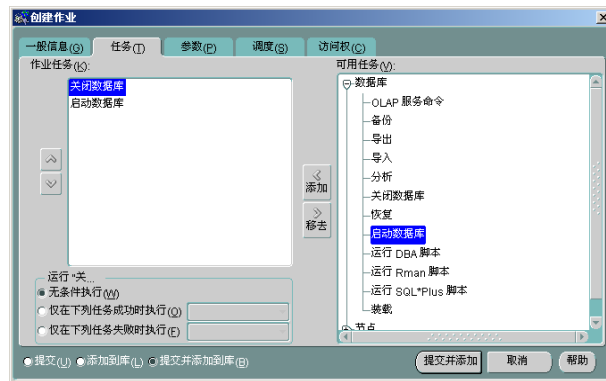 创建作业
一般信息(G) 任务(T) 参数(P) 调度(S) 访问权(C)
作业任务(K):
关闭数据库
启动数据库
添加
移去
可用任务(V):
数据库
OLAP 服务命令
备份
导出
导入
分析
关闭数据库
恢复
启动数据库
运行 DBA 脚本
运行 Rman 脚本
运行 SQL*Plus 脚本
装载
节点
运行 "关...
无条件执行(W)
仅在下列任务成功时执行(O)
仅在下列任务失败时执行(F)
提交(U) 添加到库(L) 提交并添加到库(B)
提交并添加 取消 帮助